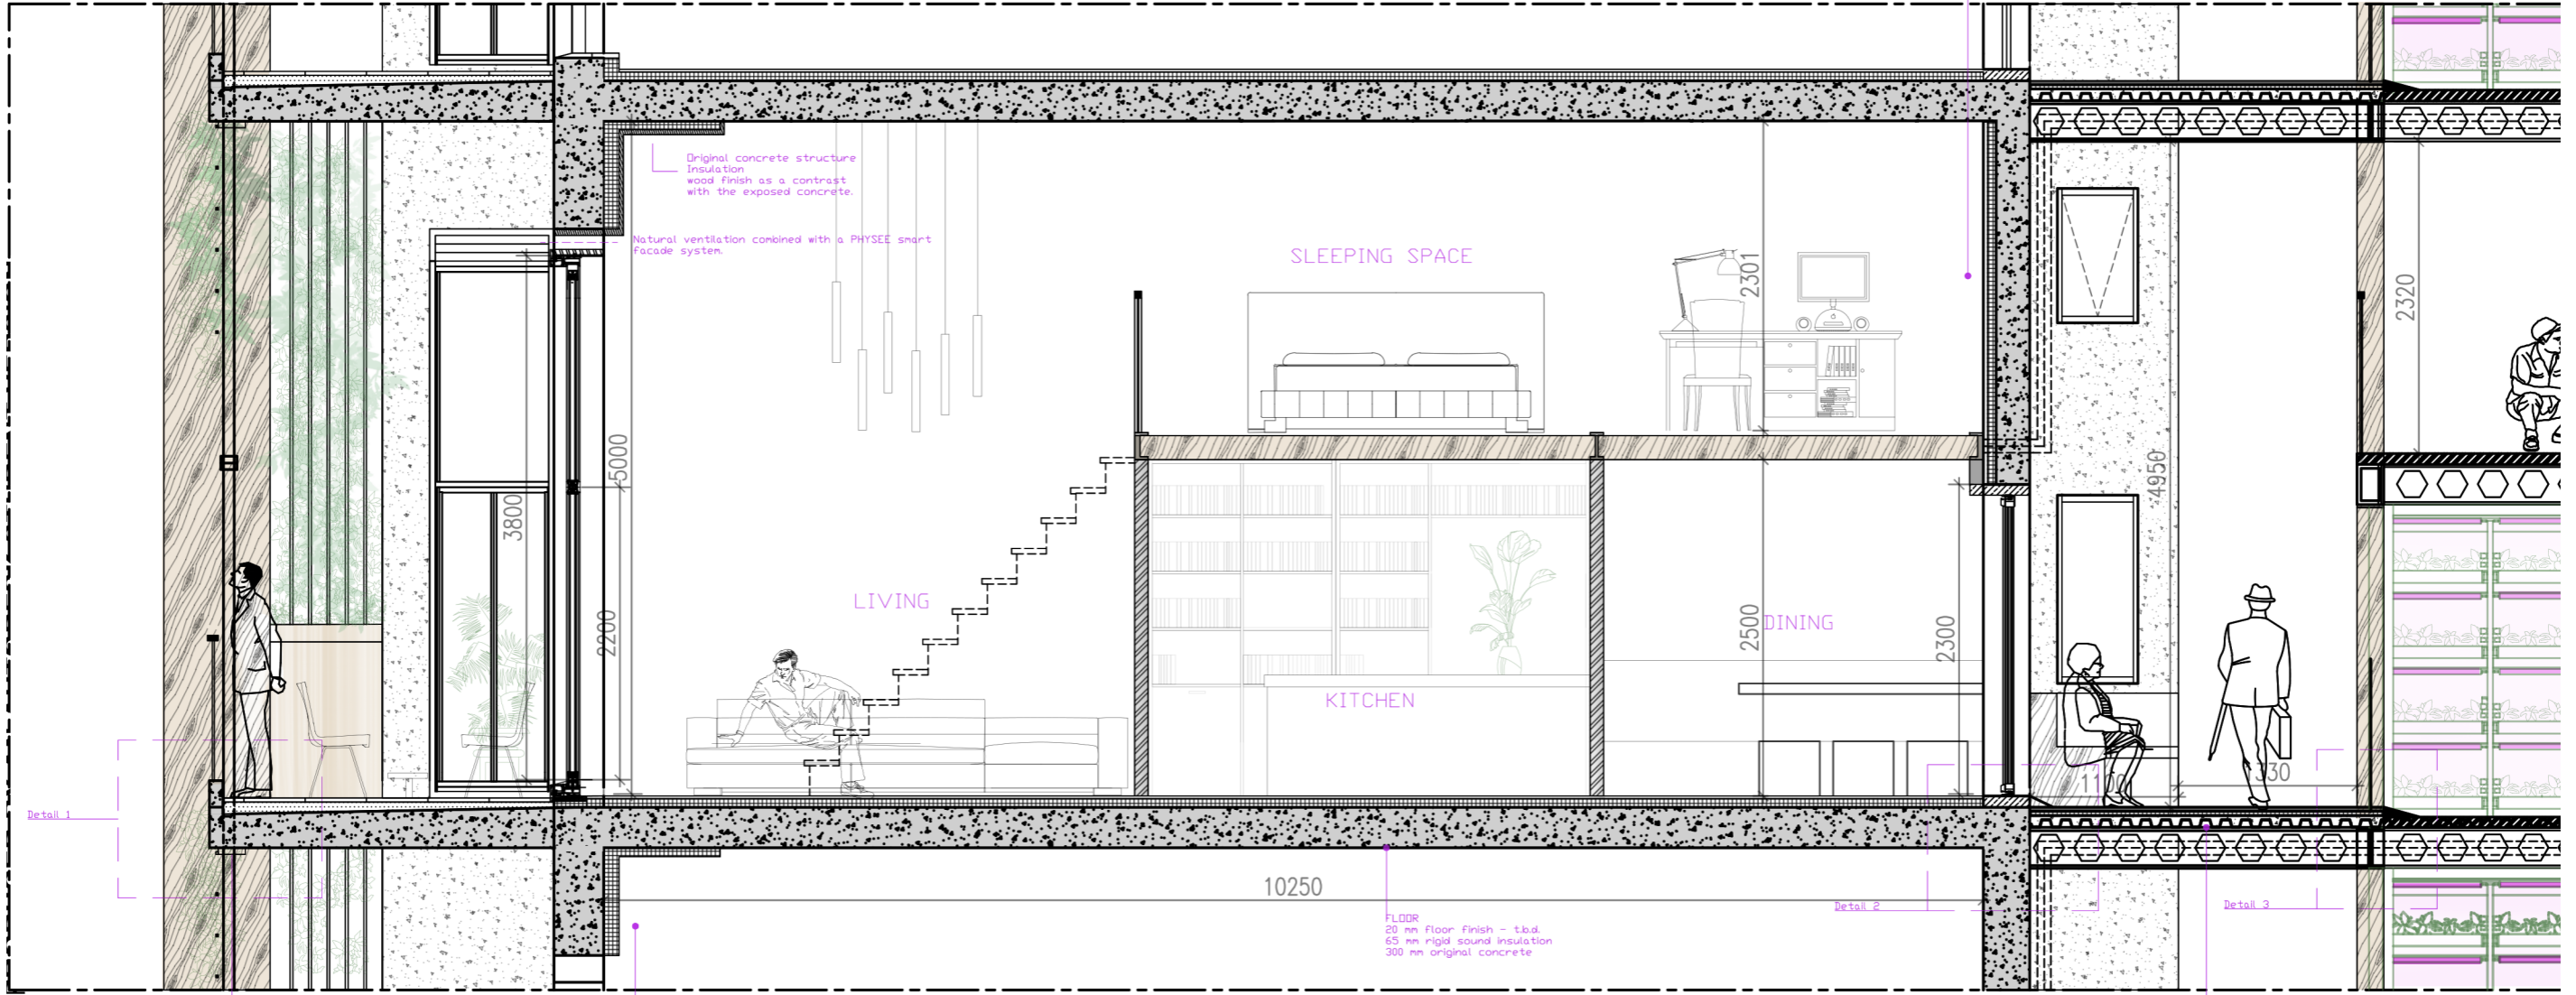 Original concrete structure
Insulation
wood finish as a contrast
with the exposed concrete.
Natural ventilation combined with a PHYSEE smart
facade system.
SLEEPING SPACE
2301
2320
5000
3800
4950
LIVING
2200
2500
DINING
2300
KITCHEN
1330
Detail 1
10250
Detail 2
Detail 3
FLOOR
20 mm floor finish - t.b.d.
65 mm rigid sound insulation
300 mm original concrete